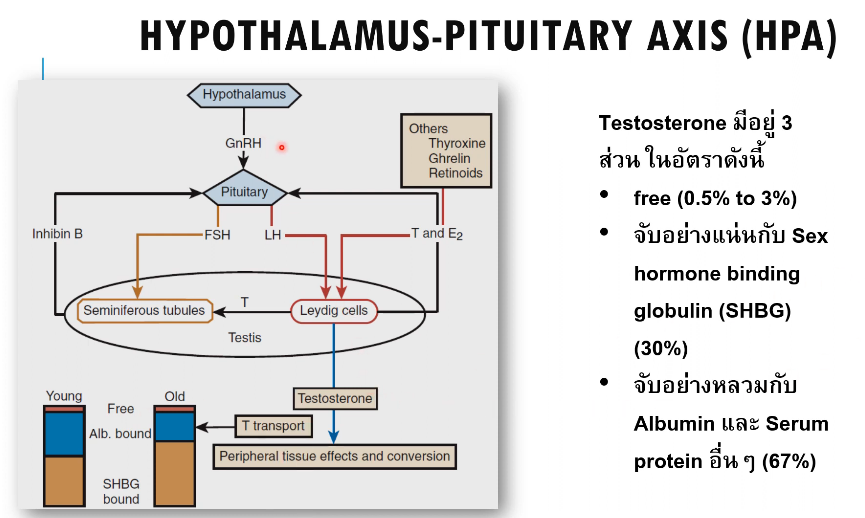 HYPOTHALAMUS-PITUITARY AXIS (HPA)
Hypothalamus
GnRH
Others
Thyroxine
Ghrelin
Retinoids
Pituitary
Inhibin B
FSH
LH
T and E2
Seminiferous tubules
T
Leydig cells
Testis
Testosterone
Young
Old
Free
Alb. bound
T transport
Peripheral tissue effects and conversion
SHBG
bound
Testosterone มีอยู่ 3
ส่วน ในอัตราดังนี้
• free (0.5% to 3%)
• จับอย่างแน่นกับ Sex
hormone binding
globulin (SHBG)
(30%)
• จับอย่างหลวมกับ
Albumin และ Serum
protein อื่น ๆ (67%)